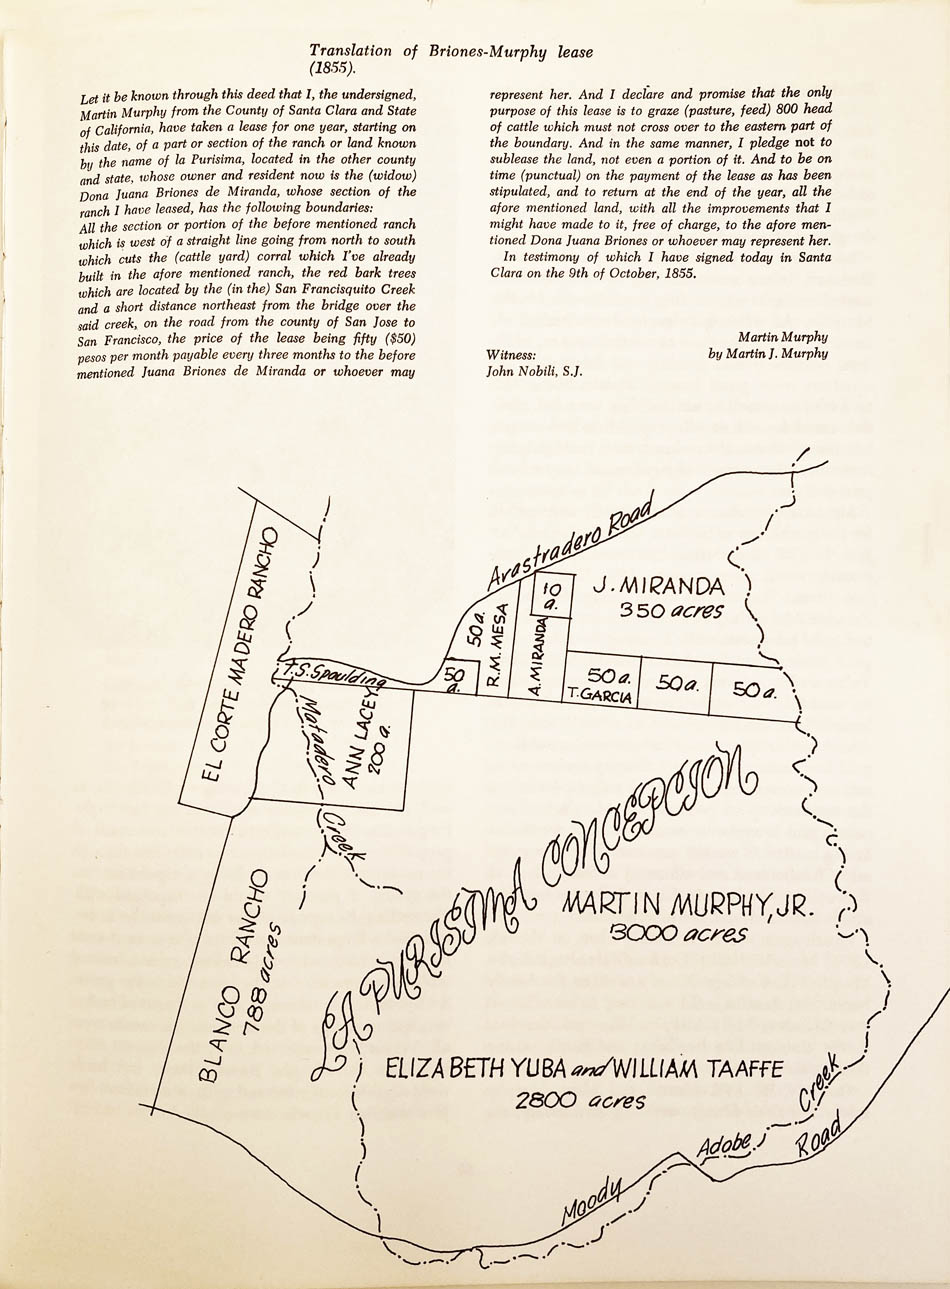 Translation of Briones-Murphy lease
(1855).
Let it be known through this deed that I, the undersigned,
Martin Murphy from the County of Santa Clara and State
of California, have taken a lease for one year, starting on
this date, of a part or section of the ranch or land known
by the name of la Purisima, located in the other county
and state, whose owner and resident now is the (widow)
Dona Juana Briones de Miranda, whose section of the
ranch I have leased, has the following boundaries:
All the section or portion of the before mentioned ranch
which is west of a straight line going from north to south
which cuts the (cattle yard) corral which I've already
built in the afore mentioned ranch, the red bark trees
which are located by the (in the) San Francisquito Creek
and a short distance northeast from the bridge over the
said creek, on the road from the county of San Jose to
San Francisco, the price of the lease being fifty ($50)
pesos per month payable every three months to the before
mentioned Juana Briones de Miranda or whoever may
represent her. And I declare and promise that the only
purpose of this lease is to graze (pasture, feed) 800 head
of cattle which must not cross over to the eastern part of
the boundary. And in the same manner, I pledge not to
sublease the land, not even a portion of it. And to be on
time (punctual) on the payment of the lease as has been
stipulated, and to return at the end of the year, all the
afore mentioned land, with all the improvements that I
might have made to it, free of charge, to the afore men-
tioned Dona Juana Briones or whoever may represent her.
In testimony of which I have signed today in Santa
Clara on the 9th of October, 1855.
Martin Murphy
by Martin J. Murphy
Witness:
John Nobili, S.J.
Arastradero Road
EL CORTE MADERO RANCHO
J. MIRANDA
350 acres
10
a.
50 a.
R.M. MESA
A. MIRANDA
50
a.
50 a.
T. GARCIA
50 a.
50 a.
T.S. Spoulding
ANN LACEY
200 a.
Matadero
Creek
LA PURISIMA CONCEPCION
MARTIN MURPHY, JR.
3000 acres
BLANCO RANCHO
788 acres
ELIZABETH YUBA and WILLIAM TAAFFE
2800 acres
Adobe Creek
Moody Road